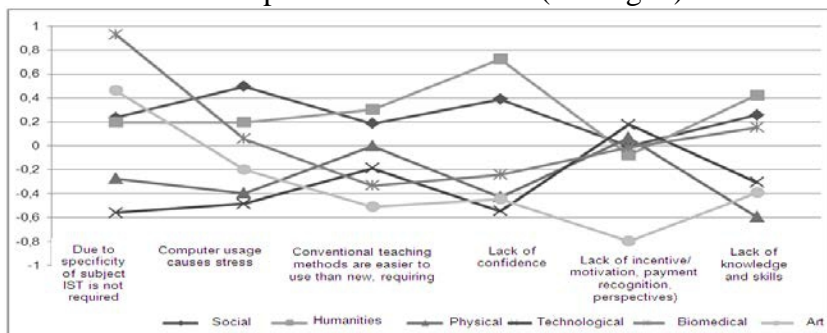 1
0,8
0,6
0,4
0,2
0
-0,2
-0,4
-0,6
-0,8
-1
Due to
specificity
of subject
IST is not
required
Computer usage
causes stress
Conventional teaching
methods are easier to
use than new, requiring
Lack of
confidence
Lack of incentive/
motivation, payment
recognition,
perspectives)
Lack of
knowledge
and skills
Social
Humanities
Physical
Technological
Biomedical
Art